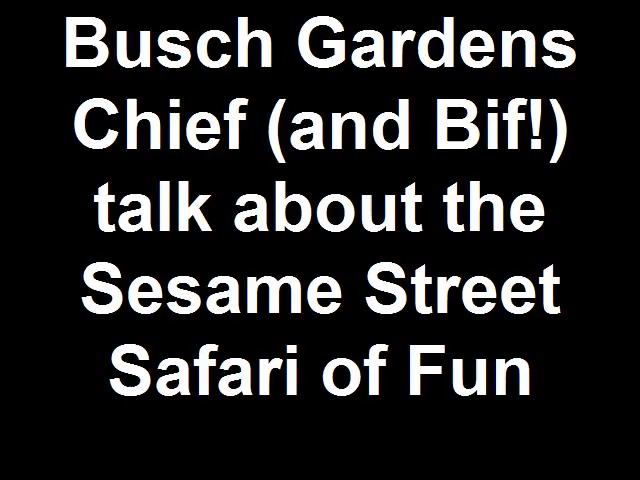 Busch Gardens
Chief (and Bif!)
talk about the
Sesame Street
Safari of Fun